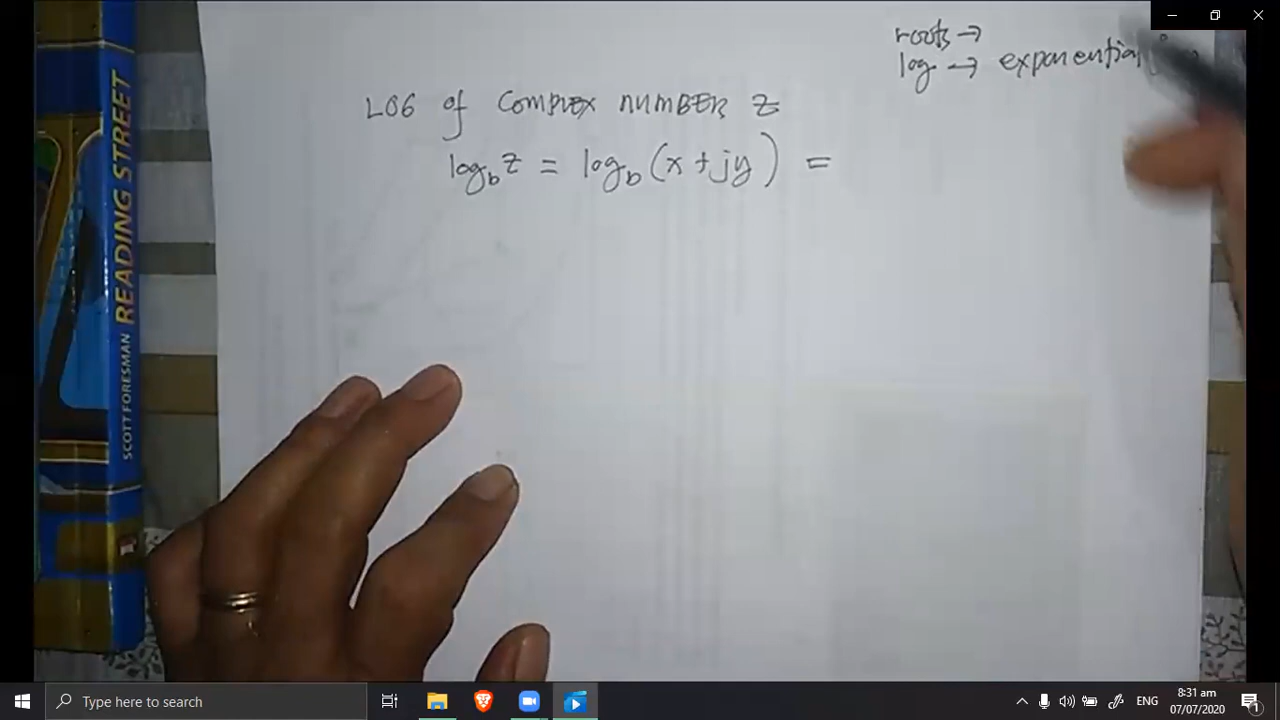 roots →
log → exponential
LOG of COMPLEX NUMBER z
log_b z = log_b (x + jy) =
SCOTT FORESMAN READING STREET
Type here to search
ENG
8:31 am
07/07/2020
1